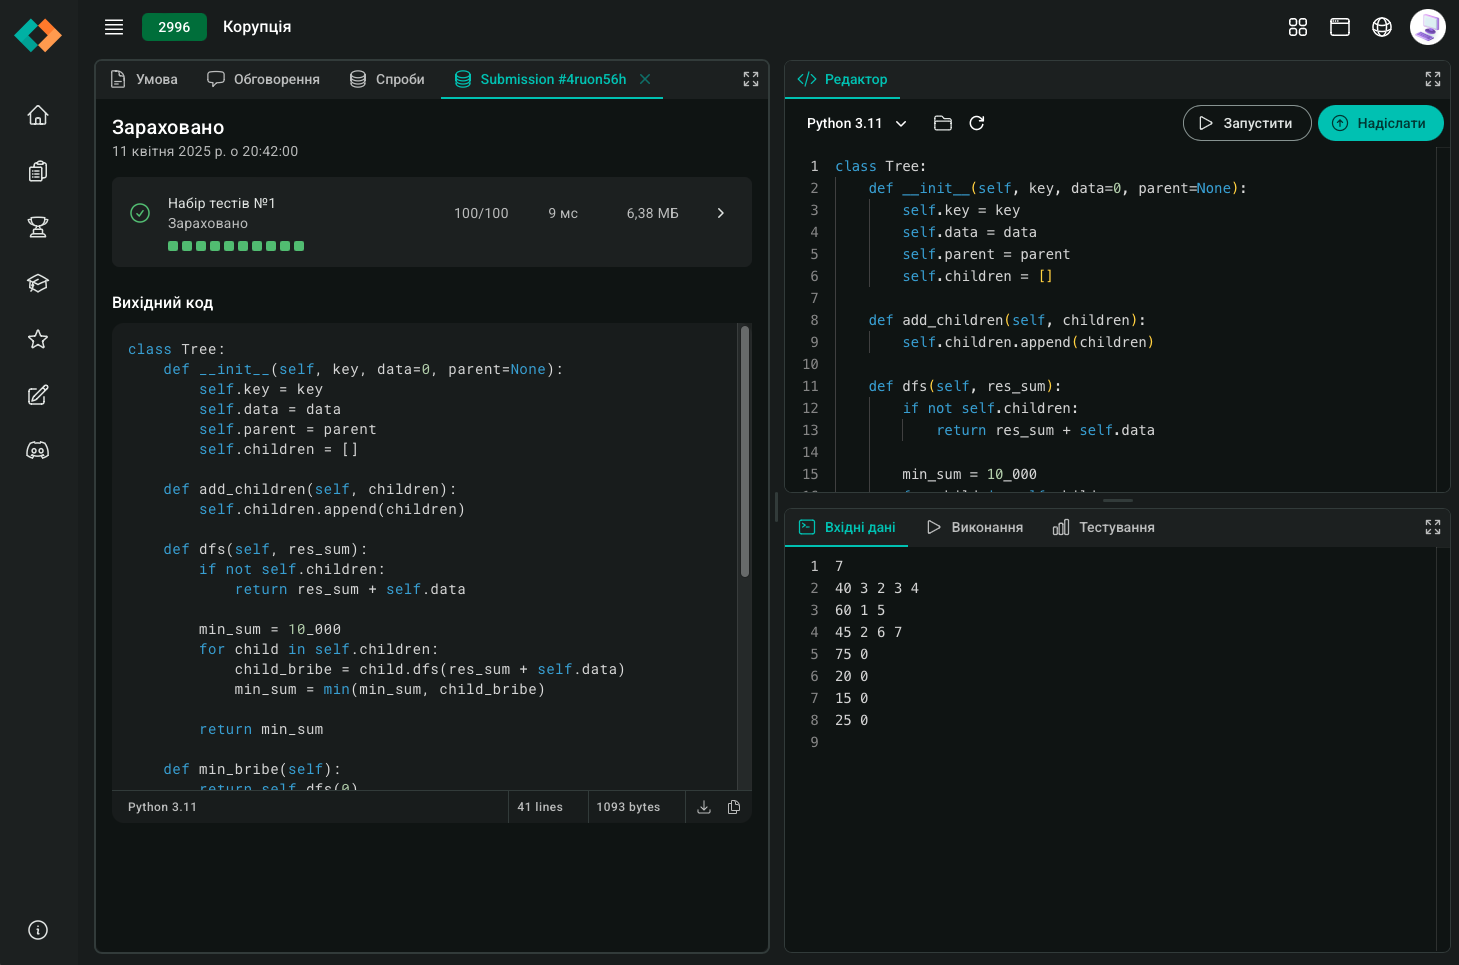 2996 Корупція
Умова Обговорення Спроби Submission #4ruon56h
Зараховано
11 квітня 2025 р. о 20:42:00
Набір тестів №1
Зараховано
100/100 9 мс 6,38 МБ
Вихідний код
class Tree:
    def __init__(self, key, data=0, parent=None):
        self.key = key
        self.data = data
        self.parent = parent
        self.children = []

    def add_children(self, children):
        self.children.append(children)

    def dfs(self, res_sum):
        if not self.children:
            return res_sum + self.data

        min_sum = 10_000
        for child in self.children:
            child_bribe = child.dfs(res_sum + self.data)
            min_sum = min(min_sum, child_bribe)

        return min_sum

    def min_bribe(self):
        return self.dfs(0)
Python 3.11 41 lines 1093 bytes
Редактор
Python 3.11 Запустити Надіслати
1 class Tree:
2     def __init__(self, key, data=0, parent=None):
3         self.key = key
4         self.data = data
5         self.parent = parent
6         self.children = []
7
8     def add_children(self, children):
9         self.children.append(children)
10
11     def dfs(self, res_sum):
12         if not self.children:
13             return res_sum + self.data
14
15         min_sum = 10_000
Вхідні дані Виконання Тестування
1 7
2 40 3 2 3 4
3 60 1 5
4 45 2 6 7
5 75 0
6 20 0
7 15 0
8 25 0
9